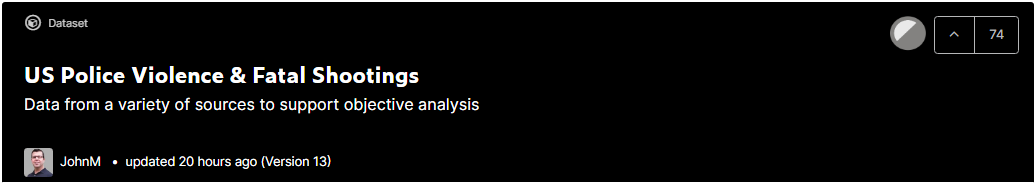 Dataset
74
US Police Violence & Fatal Shootings
Data from a variety of sources to support objective analysis
JohnM • updated 20 hours ago (Version 13)